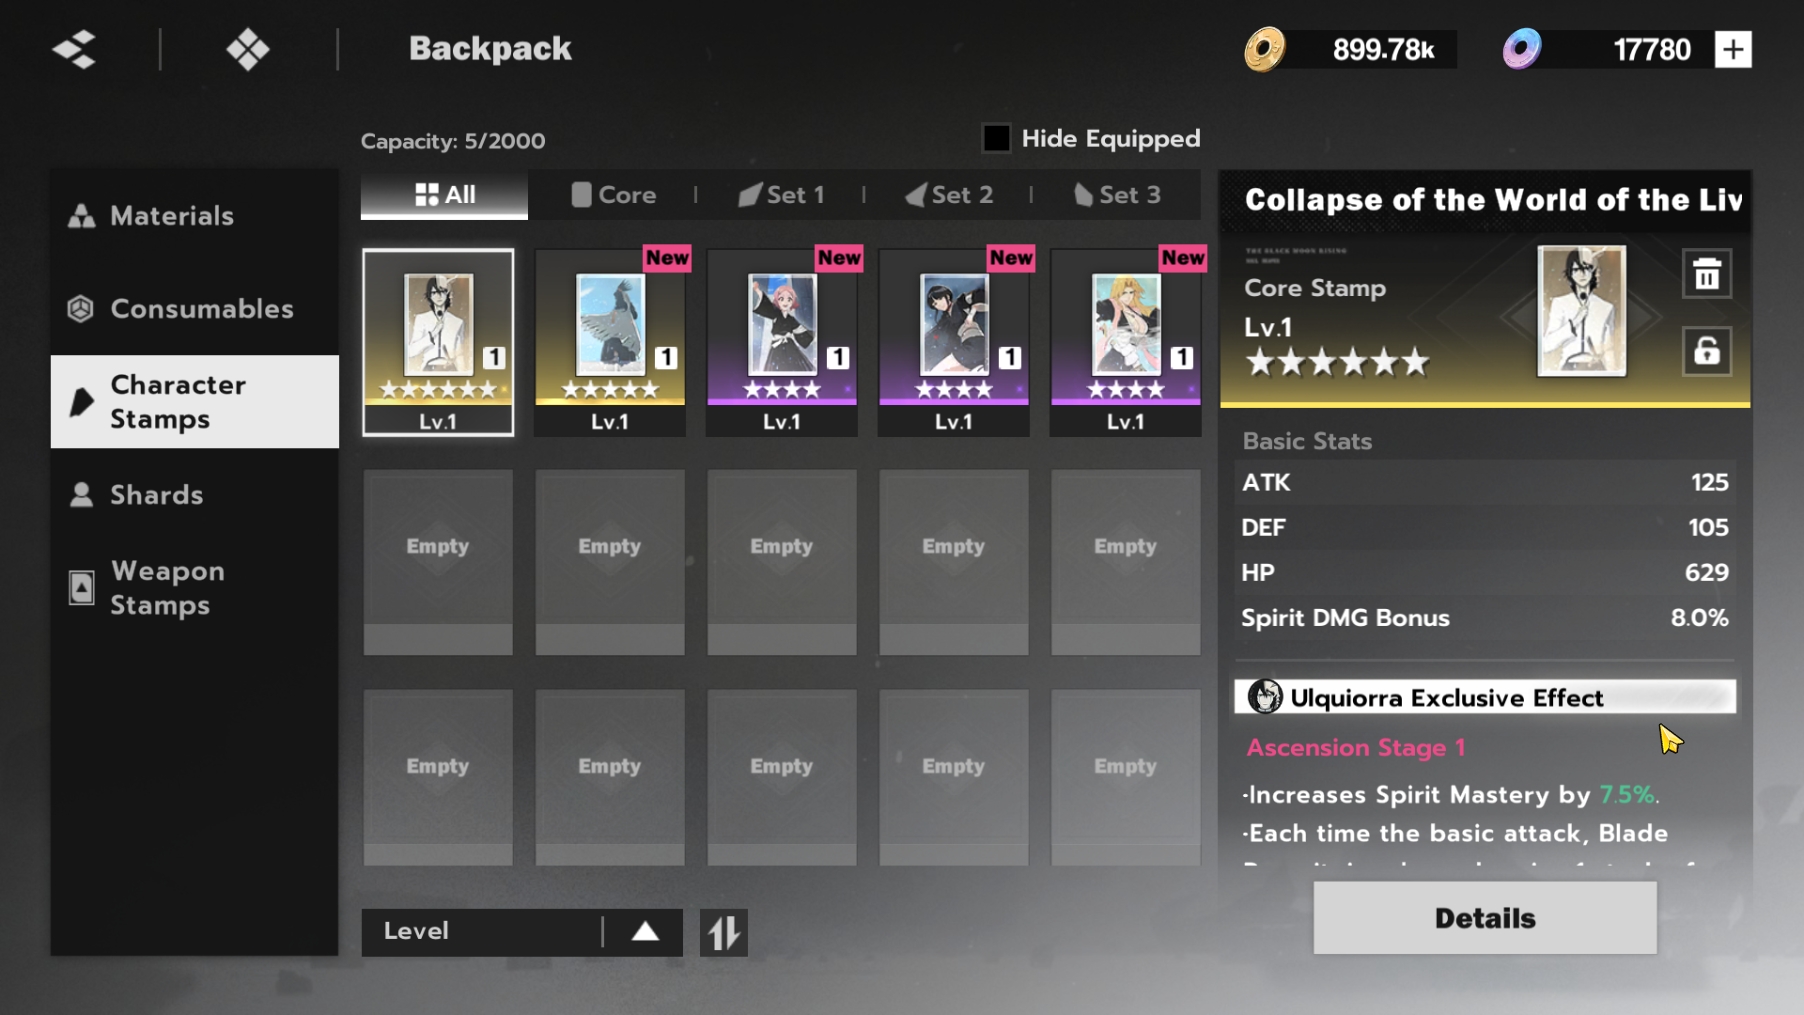 Backpack
899.78k
17780
Capacity: 5/2000
Hide Equipped
Materials
Consumables
Character
Stamps
Shards
Weapon
Stamps
All
Core
Set 1
Set 2
Set 3
1
Lv.1
New
1
Lv.1
New
1
Lv.1
New
1
Lv.1
New
1
Lv.1
Empty
Empty
Empty
Empty
Empty
Empty
Empty
Empty
Empty
Empty
Level
Collapse of the World of the Liv
THE BLACK MOON RISING
Core Stamp
Lv.1
Basic Stats
ATK 125
DEF 105
HP 629
Spirit DMG Bonus 8.0%
Ulquiorra Exclusive Effect
Ascension Stage 1
·Increases Spirit Mastery by 7.5%.
·Each time the basic attack, Blade
Details